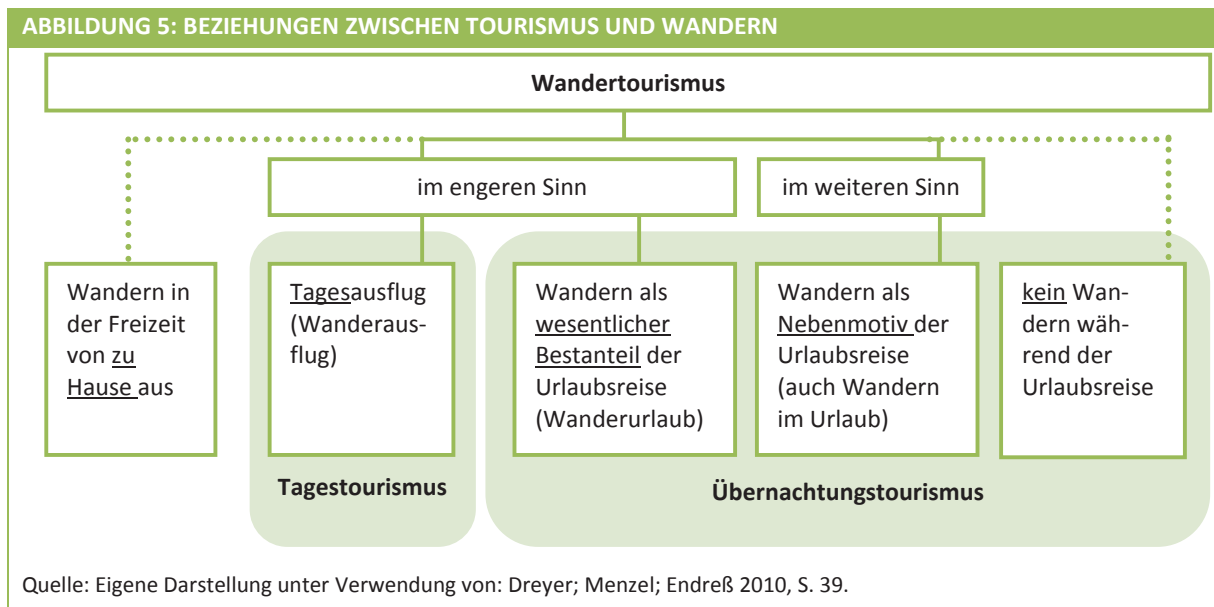 ABBILDUNG 5: BEZIEHUNGEN ZWISCHEN TOURISMUS UND WANDERN
Wandertourismus
im engeren Sinn
im weiteren Sinn
Wandern in
der Freizeit
von zu
Hause aus
Tagesausflug
(Wanderaus-
flug)
Wandern als
wesentlicher
Bestanteil der
Urlaubsreise
(Wanderurlaub)
Wandern als
Nebenmotiv der
Urlaubsreise
(auch Wandern
im Urlaub)
kein Wan-
dern wäh-
rend der
Urlaubsreise
Tagestourismus
Übernachtungstourismus
Quelle: Eigene Darstellung unter Verwendung von: Dreyer; Menzel; Endreß 2010, S. 39.